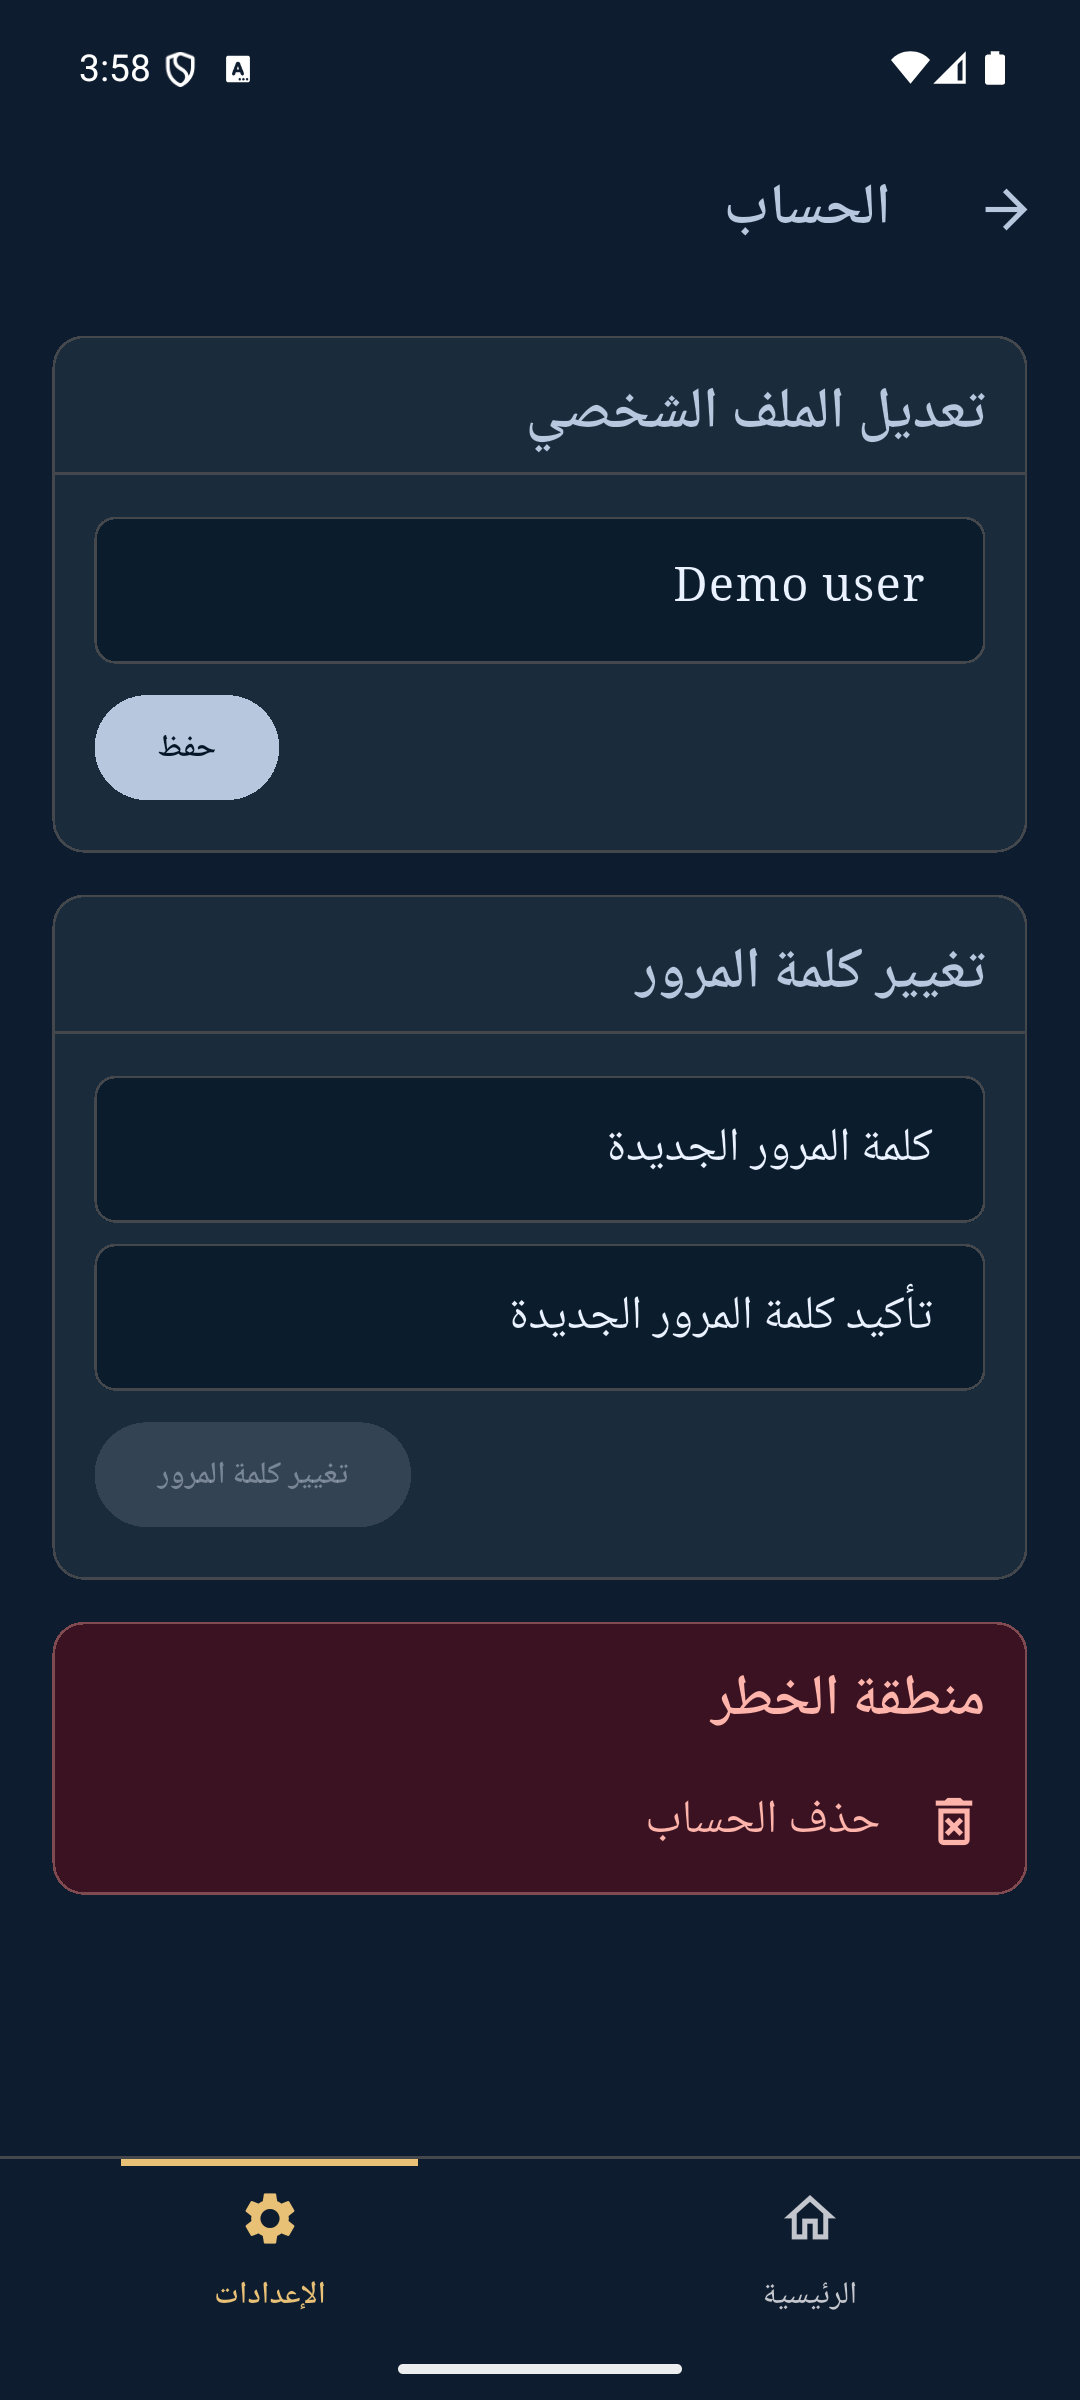 3:58
الحساب
تعديل الملف الشخصي
Demo user
حفظ
تغيير كلمة المرور
كلمة المرور الجديدة
تأكيد كلمة المرور الجديدة
تغيير كلمة المرور
منطقة الخطر
حذف الحساب
الرئيسية
الإعدادات